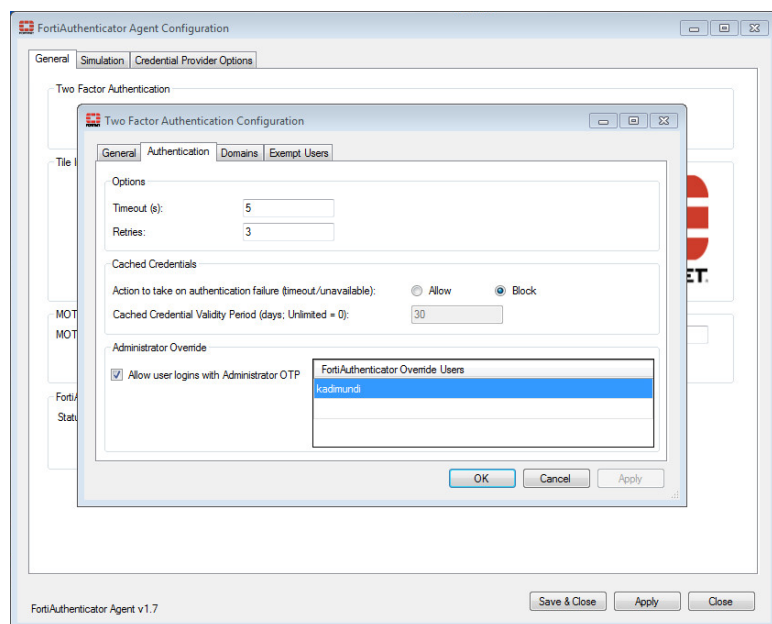 FortiAuthenticator Agent Configuration
General Simulation Credential Provider Options
Two Factor Authentication
Two Factor Authentication Configuration
General Authentication Domains Exempt Users
Tile I
Options
Timeout (s): 5
Retries: 3
Cached Credentials
Action to take on authentication failure (timeout/unavailable): Allow Block
Cached Credential Validity Period (days; Unlimited = 0): 30
ET.
MOT
MOT
Administrator Override
Allow user logins with Administrator OTP
FortiAuthenticator Override Users
kadimundi
FortiA
Statu
OK Cancel Apply
FortiAuthenticator Agent v1.7
Save & Close Apply Close